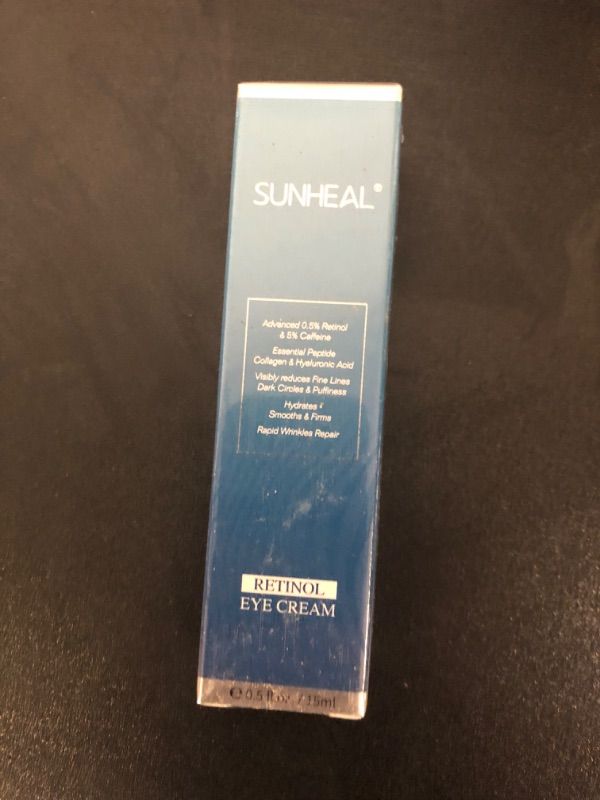 SUNHEAL®
Advanced 0.5% Retinol
& 5% Caffeine
Essential Peptide
Collagen & Hyaluronic Acid
Visibly reduces Fine Lines
Dark Circles & Puffiness
Hydrates
Smooths & Firms
Rapid Wrinkles Repair
RETINOL
EYE CREAM
℮ 0.5 fl oz / 15ml